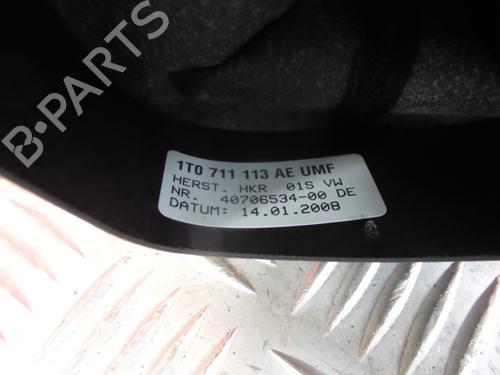 B-PARTS
1T0 711 113 AE UMF
HERST. HKR 01S VW
NR. 40706534-00 DE
DATUM: 14.01.2008